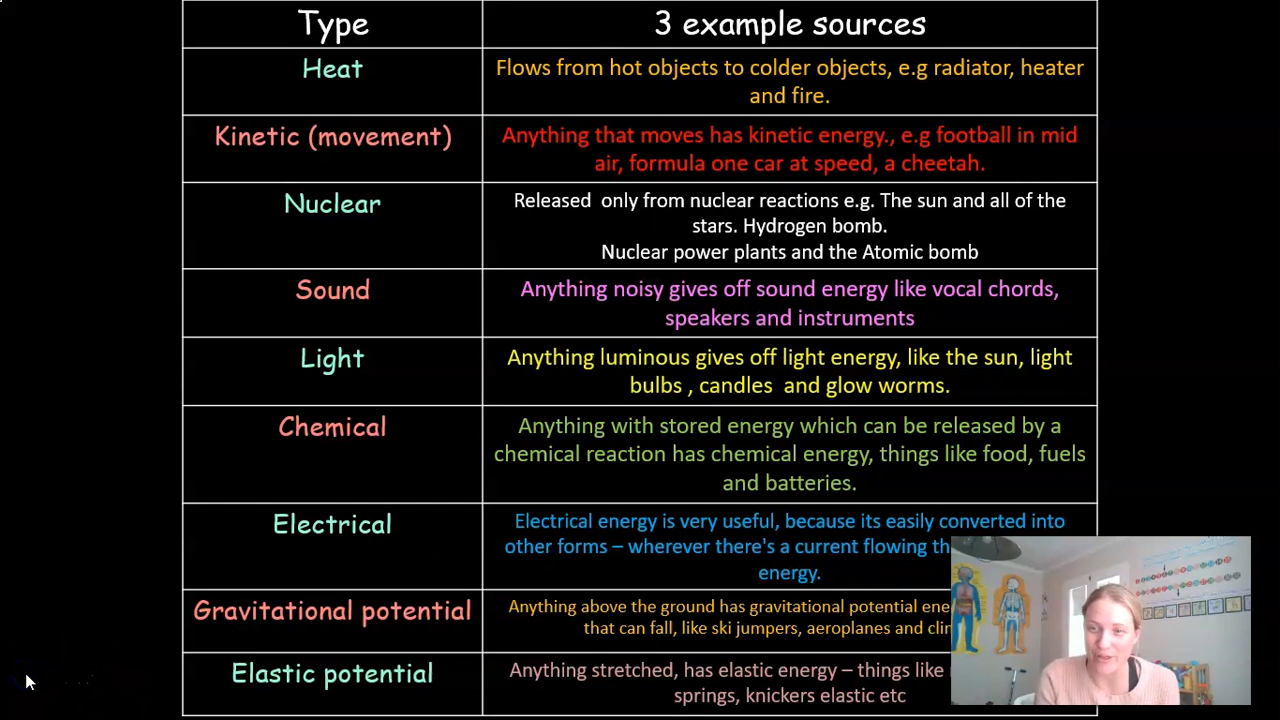 Type
3 example sources
Heat
Flows from hot objects to colder objects, e.g radiator, heater
and fire.
Kinetic (movement)
Anything that moves has kinetic energy., e.g football in mid
air, formula one car at speed, a cheetah.
Nuclear
Released only from nuclear reactions e.g. The sun and all of the
stars. Hydrogen bomb.
Nuclear power plants and the Atomic bomb
Sound
Anything noisy gives off sound energy like vocal chords,
speakers and instruments
Light
Anything luminous gives off light energy, like the sun, light
bulbs , candles and glow worms.
Chemical
Anything with stored energy which can be released by a
chemical reaction has chemical energy, things like food, fuels
and batteries.
Electrical
Electrical energy is very useful, because its easily converted into
other forms – wherever there's a current flowing
energy.
Gravitational potential
Anything above the ground has gravitational potential
that can fall, like ski jumpers, aeroplanes and
Elastic potential
Anything stretched, has elastic energy – things like
springs, knickers elastic etc